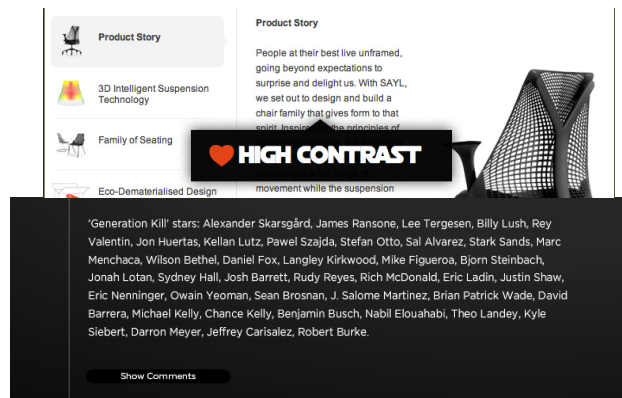 Product Story
3D Intelligent Suspension
Technology
Family of Seating
Eco-Dematerialised Design
Product Story
People at their best live unframed,
going beyond expectations to
surprise and delight us. With SAYL,
we set out to design and build a
chair family that gives form to that
spirit. Inspired by the principles of
movement while the suspension
HIGH CONTRAST
'Generation Kill' stars: Alexander Skarsgård, James Ransone, Lee Tergesen, Billy Lush, Rey
Valentin, Jon Huertas, Kellan Lutz, Pawel Szajda, Stefan Otto, Sal Alvarez, Stark Sands, Marc
Menchaca, Wilson Bethel, Daniel Fox, Langley Kirkwood, Mike Figueroa, Bjorn Steinbach,
Jonah Lotan, Sydney Hall, Josh Barrett, Rudy Reyes, Rich McDonald, Eric Ladin, Justin Shaw,
Eric Nenninger, Owain Yeoman, Sean Brosnan, J. Salome Martinez, Brian Patrick Wade, David
Barrera, Michael Kelly, Chance Kelly, Benjamin Busch, Nabil Elouahabi, Theo Landey, Kyle
Siebert, Darron Meyer, Jeffrey Carisalez, Robert Burke.
Show Comments